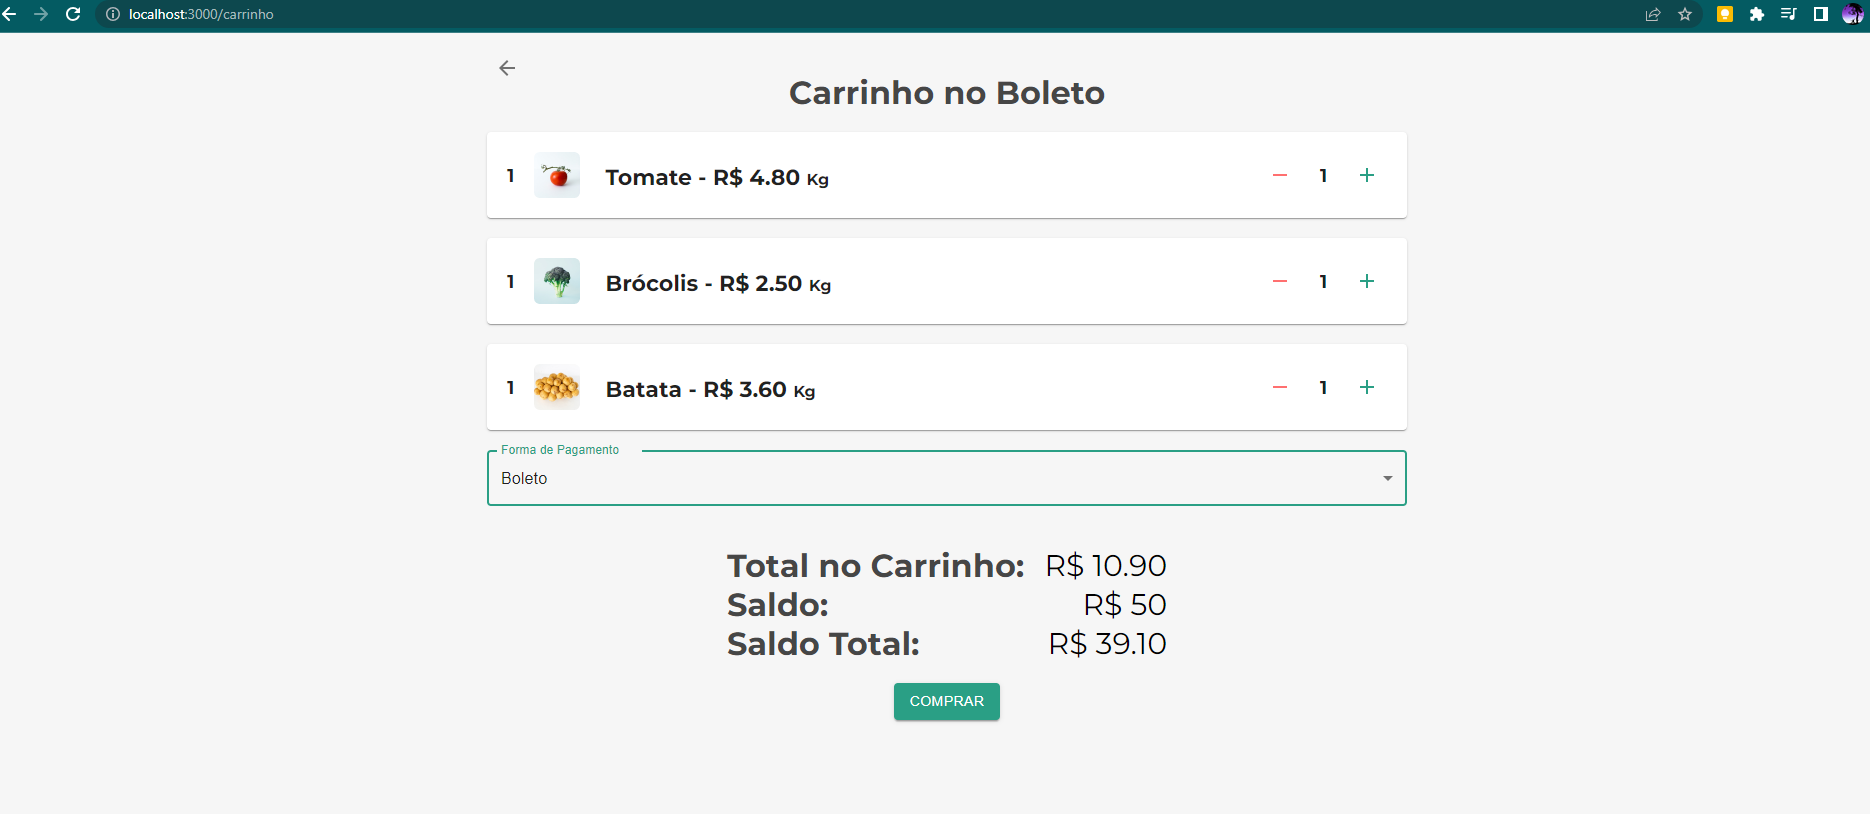 localhost:3000/carrinho
Carrinho no Boleto
1 Tomate - R$ 4.80 Kg 1
1 Brócolis - R$ 2.50 Kg 1
1 Batata - R$ 3.60 Kg 1
Forma de Pagamento
Boleto
Total no Carrinho: R$ 10.90
Saldo: R$ 50
Saldo Total: R$ 39.10
COMPRAR